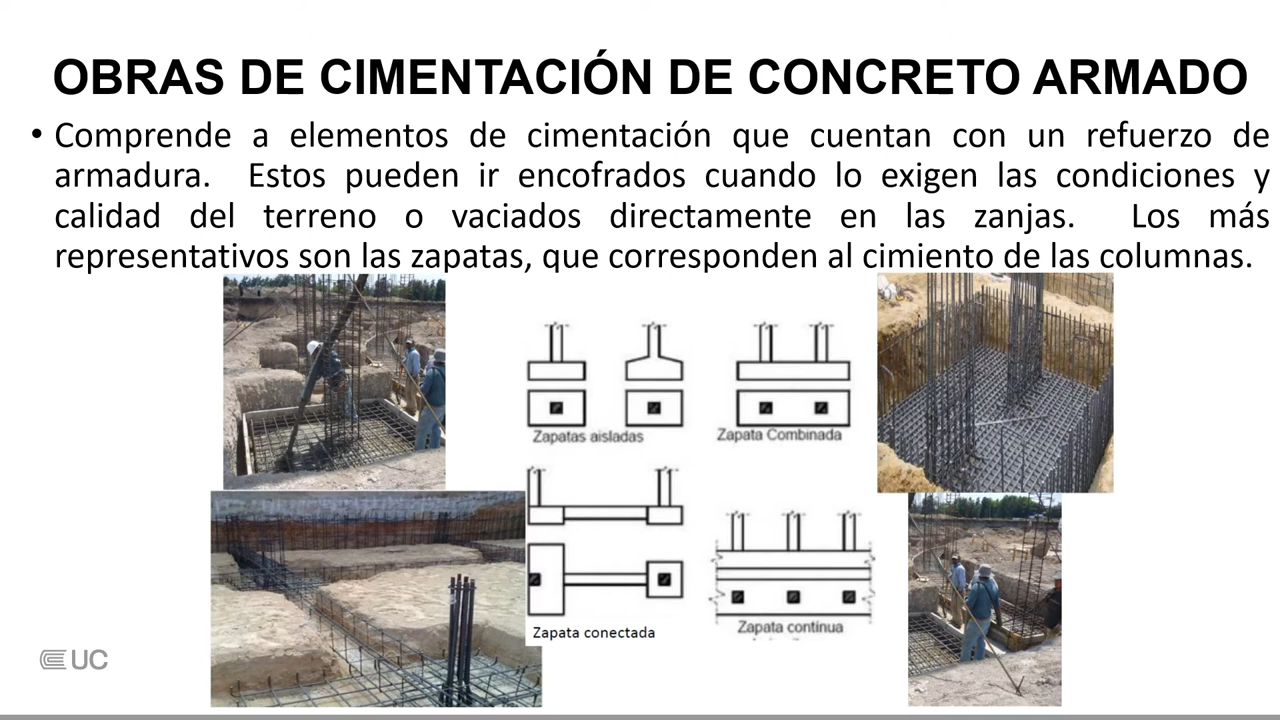 OBRAS DE CIMENTACIÓN DE CONCRETO ARMADO
• Comprende a elementos de cimentación que cuentan con un refuerzo de
armadura. Estos pueden ir encofrados cuando lo exigen las condiciones y
calidad del terreno o vaciados directamente en las zanjas. Los más
representativos son las zapatas, que corresponden al cimiento de las columnas.
Zapatas aisladas
Zapata Combinada
Zapata conectada
Zapata contínua
UC